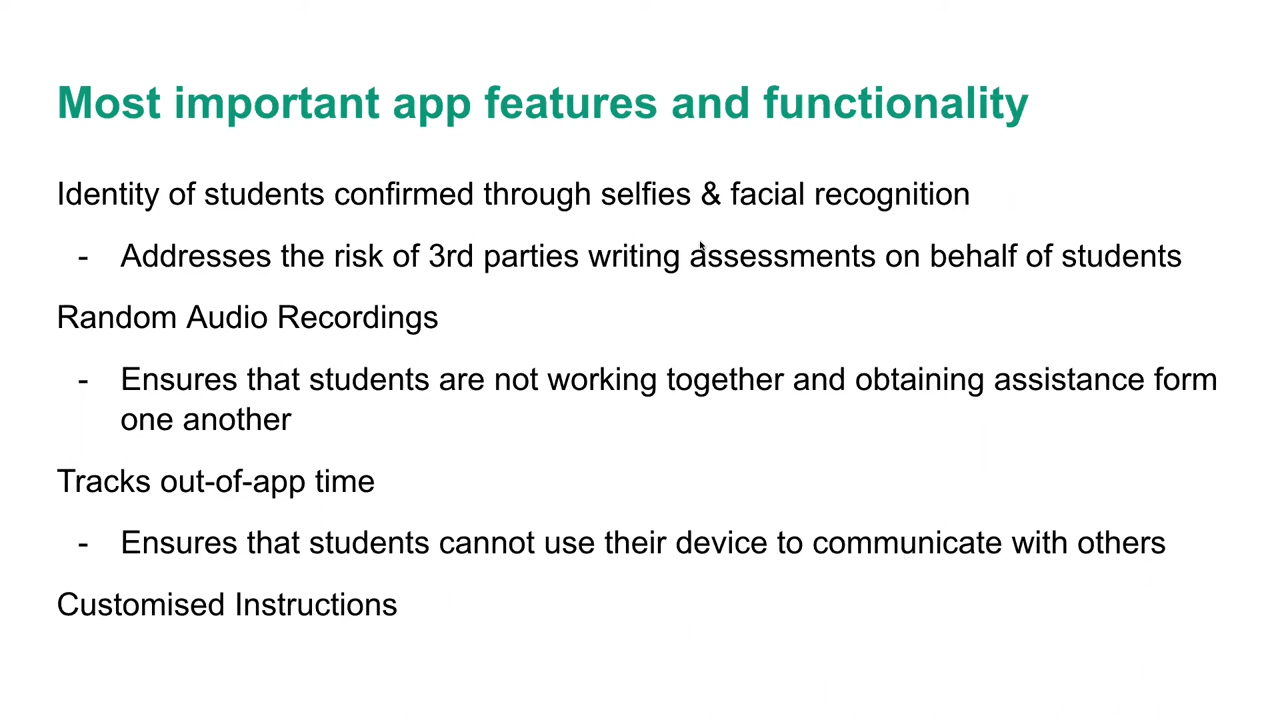 Most important app features and functionality
Identity of students confirmed through selfies & facial recognition
- Addresses the risk of 3rd parties writing assessments on behalf of students
Random Audio Recordings
- Ensures that students are not working together and obtaining assistance form
one another
Tracks out-of-app time
- Ensures that students cannot use their device to communicate with others
Customised Instructions